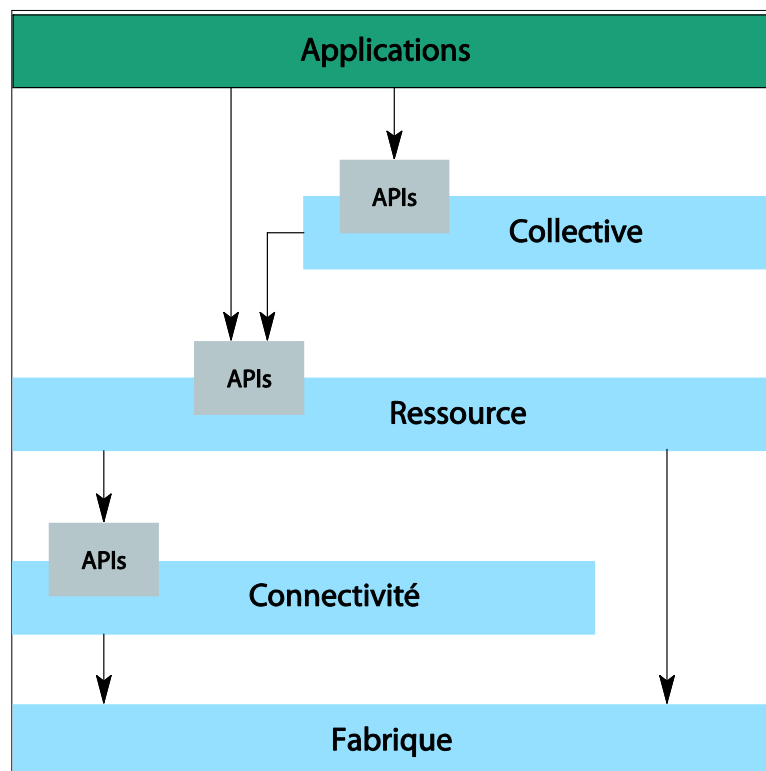 Applications
APIs
Collective
APIs
Ressource
APIs
Connectivité
Fabrique